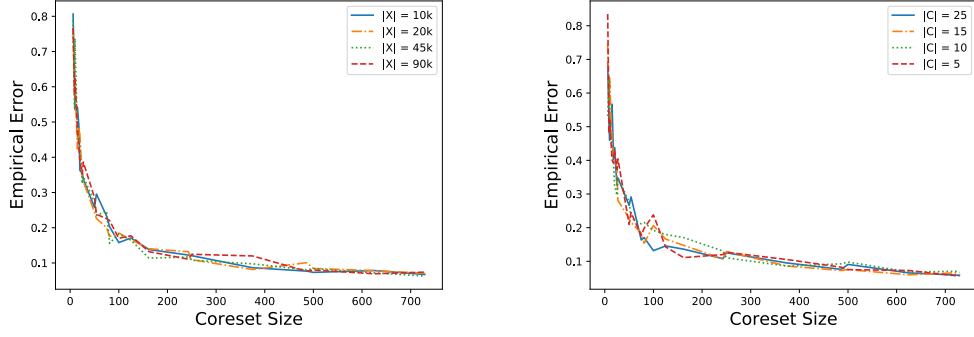 |X| = 10k
|X| = 20k
|X| = 45k
|X| = 90k
0.8
0.7
0.6
0.5
0.4
0.3
0.2
0.1
Empirical Error
0 100 200 300 400 500 600 700
Coreset Size
|C| = 25
|C| = 15
|C| = 10
|C| = 5
0.8
0.7
0.6
0.5
0.4
0.3
0.2
0.1
Empirical Error
0 100 200 300 400 500 600 700
Coreset Size